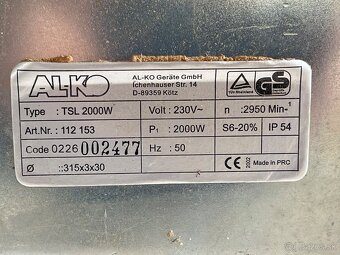 AL-KO
AL-KO Geräte GmbH
Ichenhauser Str. 14
D-89359 Kötz
TÜV
GS
Type : TSL 2000W
Volt : 230V~
n : 2950 Min-¹
Art.Nr. : 112 153
P1 : 2000W
S6-20%
IP 54
Code 0226 002477
Hz : 50
CE 2002 Made in PRC
Ø ::315x3x30